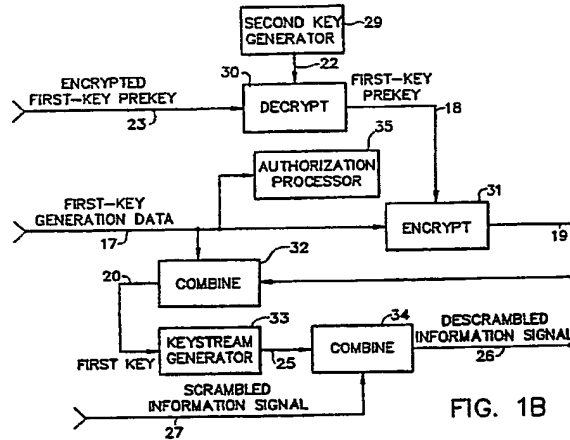 SECOND KEY
GENERATOR
29
22
30
ENCRYPTED
FIRST-KEY PREKEY
23
DECRYPT
FIRST-KEY
PREKEY
18
35
AUTHORIZATION
PROCESSOR
31
FIRST-KEY
GENERATION DATA
17
ENCRYPT
19
32
20
COMBINE
33
34
FIRST KEY
KEYSTREAM
GENERATOR
25
COMBINE
DESCRAMBLED
INFORMATION SIGNAL
26
SCRAMBLED
INFORMATION SIGNAL
27
FIG. 1B